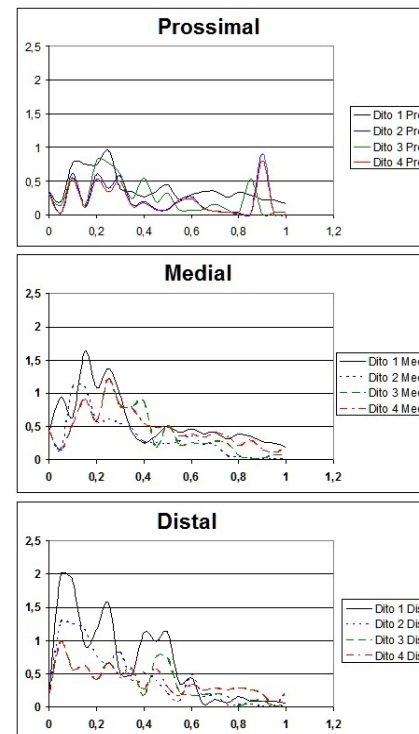 Prossimal
2,5
2
1,5
1
0,5
0
0 0,2 0,4 0,6 0,8 1 1,2
Dito 1 Pro
Dito 2 Pro
Dito 3 Pro
Dito 4 Pro
Medial
2,5
2
1,5
1
0,5
0
0 0,2 0,4 0,6 0,8 1 1,2
Dito 1 Med
Dito 2 Med
Dito 3 Med
Dito 4 Med
Distal
2,5
2
1,5
1
0,5
0
0 0,2 0,4 0,6 0,8 1 1,2
Dito 1 Dis
Dito 2 Dis
Dito 3 Dis
Dito 4 Dis